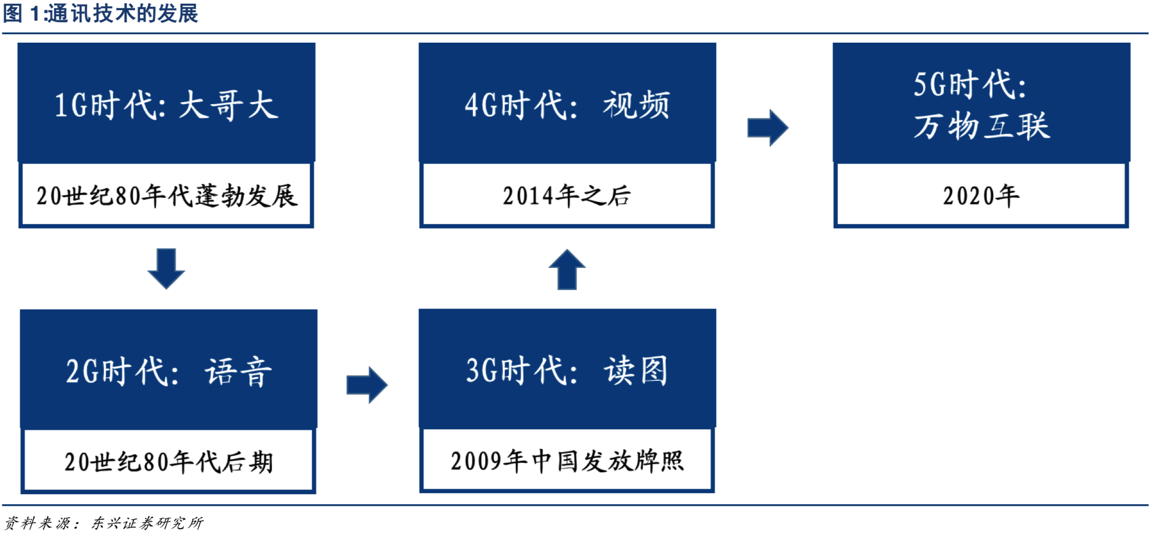 图 1:通讯技术的发展
1G时代: 大哥大
20世纪80年代蓬勃发展
2G时代: 语音
20世纪80年代后期
3G时代: 读图
2009年中国发放牌照
4G时代: 视频
2014年之后
5G时代:
万物互联
2020年
资料来源: 东兴证券研究所